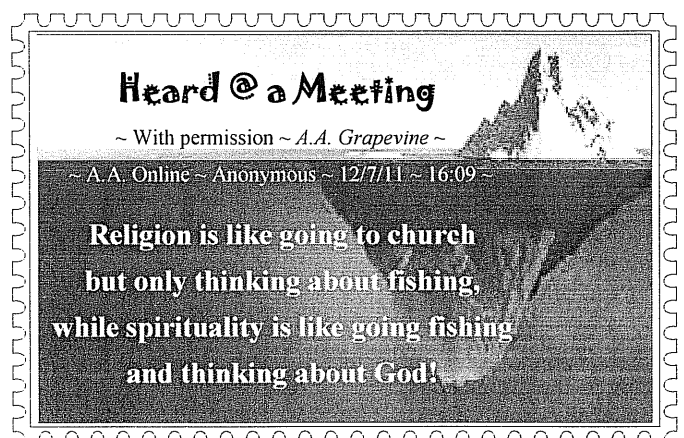 Heard @ a Meeting
~ With permission ~ A.A. Grapevine ~
~ A.A. Online ~ Anonymous ~ 12/7/11 ~ 16:09 ~
Religion is like going to church
but only thinking about fishing,
while spirituality is like going fishing
and thinking about God!